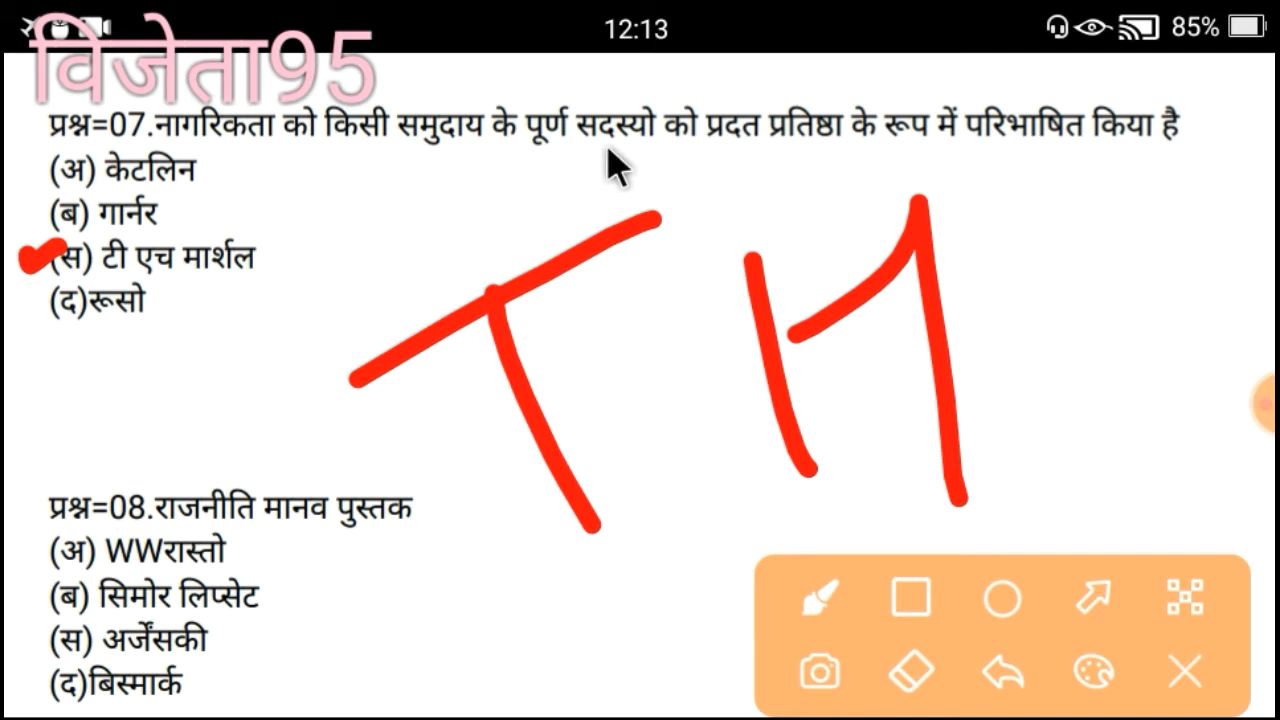 12:13
85%
विजेता95
प्रश्न=07.नागरिकता को किसी समुदाय के पूर्ण सदस्यो को प्रदत प्रतिष्ठा के रूप में परिभाषित किया है
(अ) केटलिन
(ब) गार्नर
(स) टी एच मार्शल
(द)रूसो
T M
प्रश्न=08.राजनीति मानव पुस्तक
(अ) WWरास्तो
(ब) सिमोर लिप्सेट
(स) अर्जेंसकी
(द)बिस्मार्क